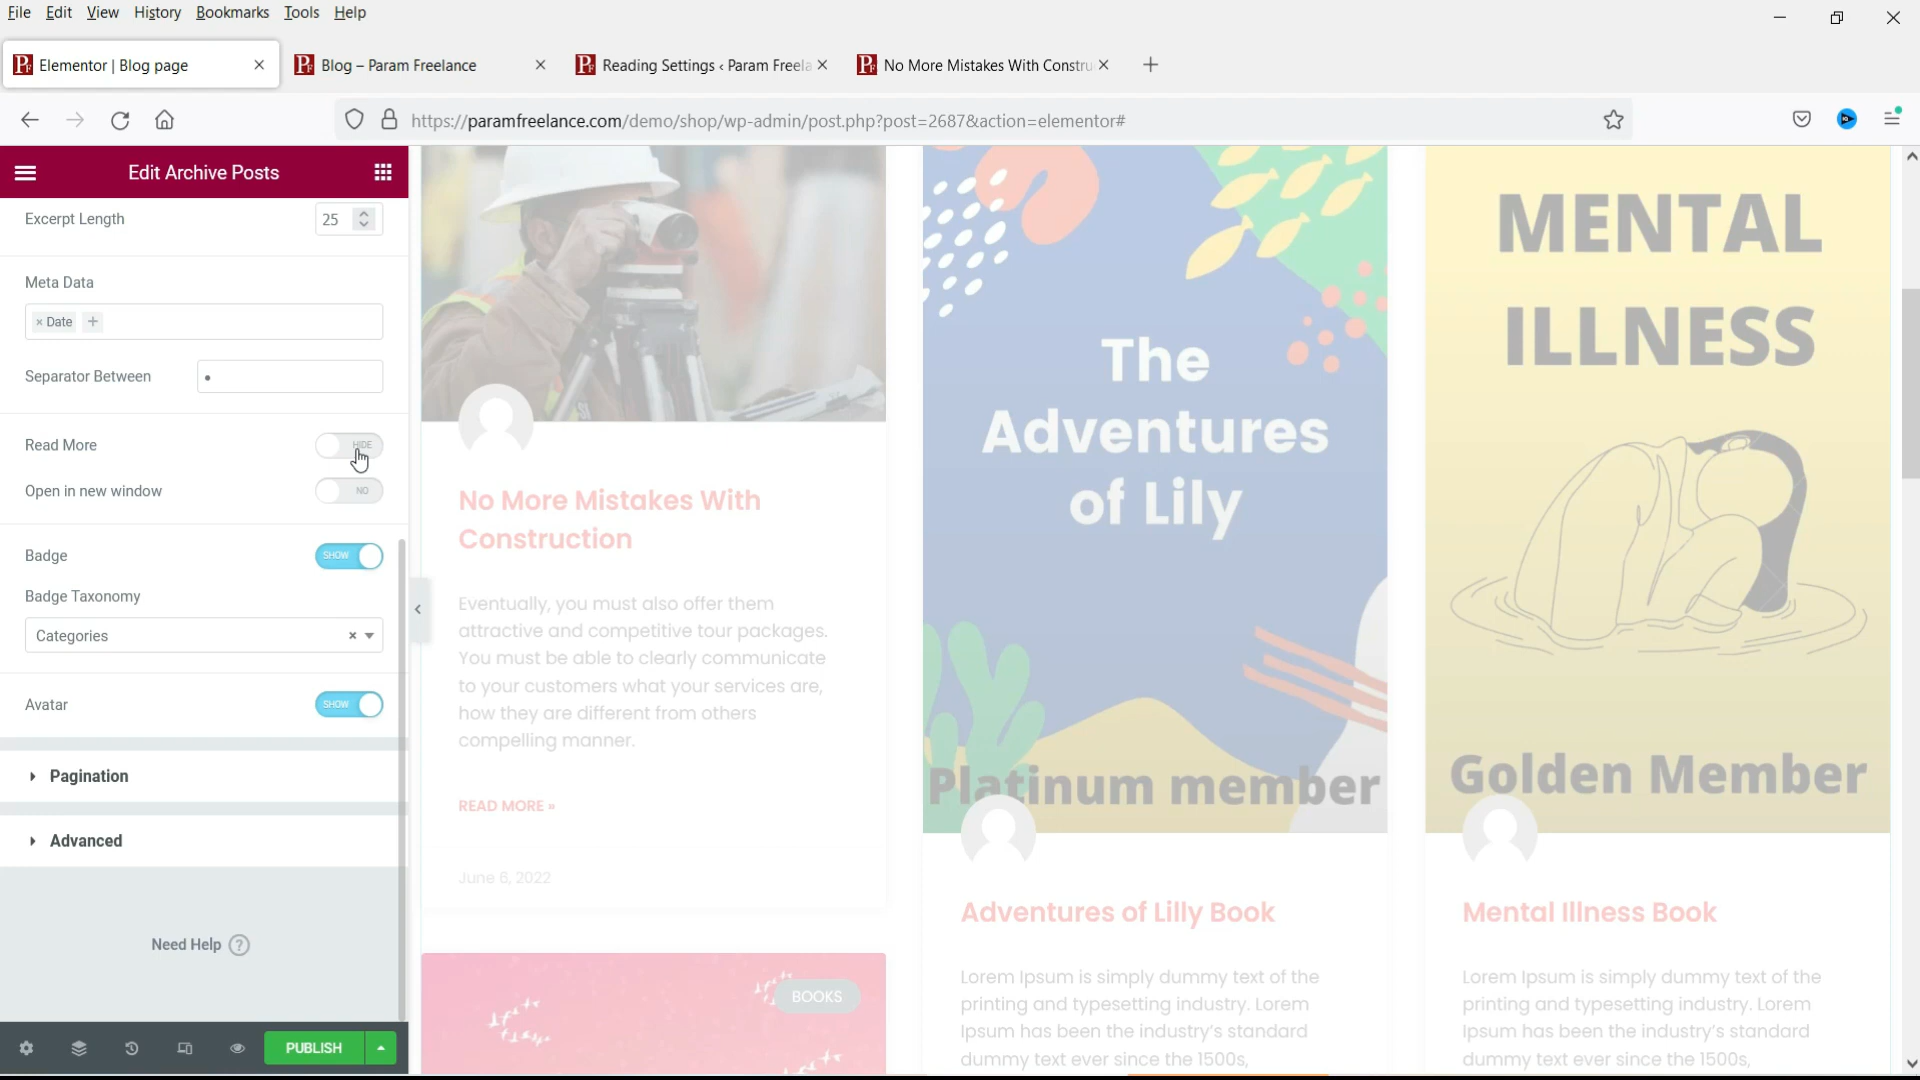 File Edit View History Bookmarks Tools Help
Elementor | Blog page
Blog – Param Freelance
Reading Settings ‹ Param Freela
No More Mistakes With Constru
https://paramfreelance.com/demo/shop/wp-admin/post.php?post=2687&action=elementor#
Edit Archive Posts
Excerpt Length 25
Meta Data
× Date +
Separator Between •
Read More HIDE
Open in new window NO
Badge SHOW
Badge Taxonomy
Categories ×
Avatar SHOW
Pagination
Advanced
Need Help ?
PUBLISH
No More Mistakes With
Construction
Eventually, you must also offer them
attractive and competitive tour packages.
You must be able to clearly communicate
to your customers what your services are,
how they are different from others
compelling manner.
READ MORE »
June 6, 2022
BOOKS
The
Adventures
of Lily
Platinum member
Adventures of Lilly Book
Lorem Ipsum is simply dummy text of the
printing and typesetting industry. Lorem
Ipsum has been the industry's standard
dummy text ever since the 1500s,
MENTAL
ILLNESS
Golden Member
Mental Illness Book
Lorem Ipsum is simply dummy text of the
printing and typesetting industry. Lorem
Ipsum has been the industry's standard
dummy text ever since the 1500s,